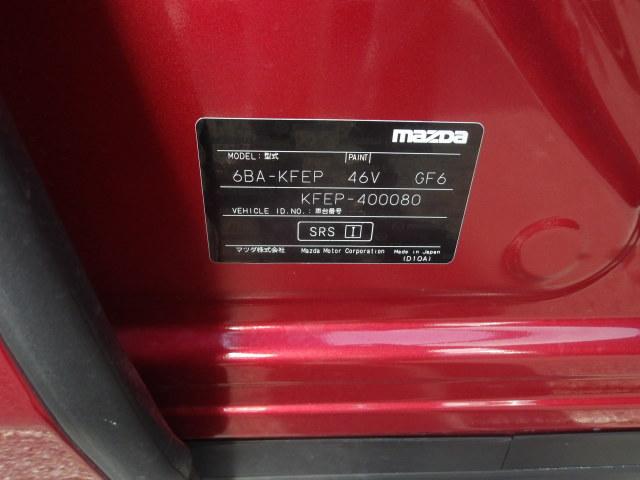 mazda
MODEL: 型式 PAINT
6BA-KFEP 46V GF6
KFEP-400080
VEHICLE ID.NO.: 車台番号
SRS I
マツダ株式会社 Mazda Motor Corporation Made in Japan
(D10A)